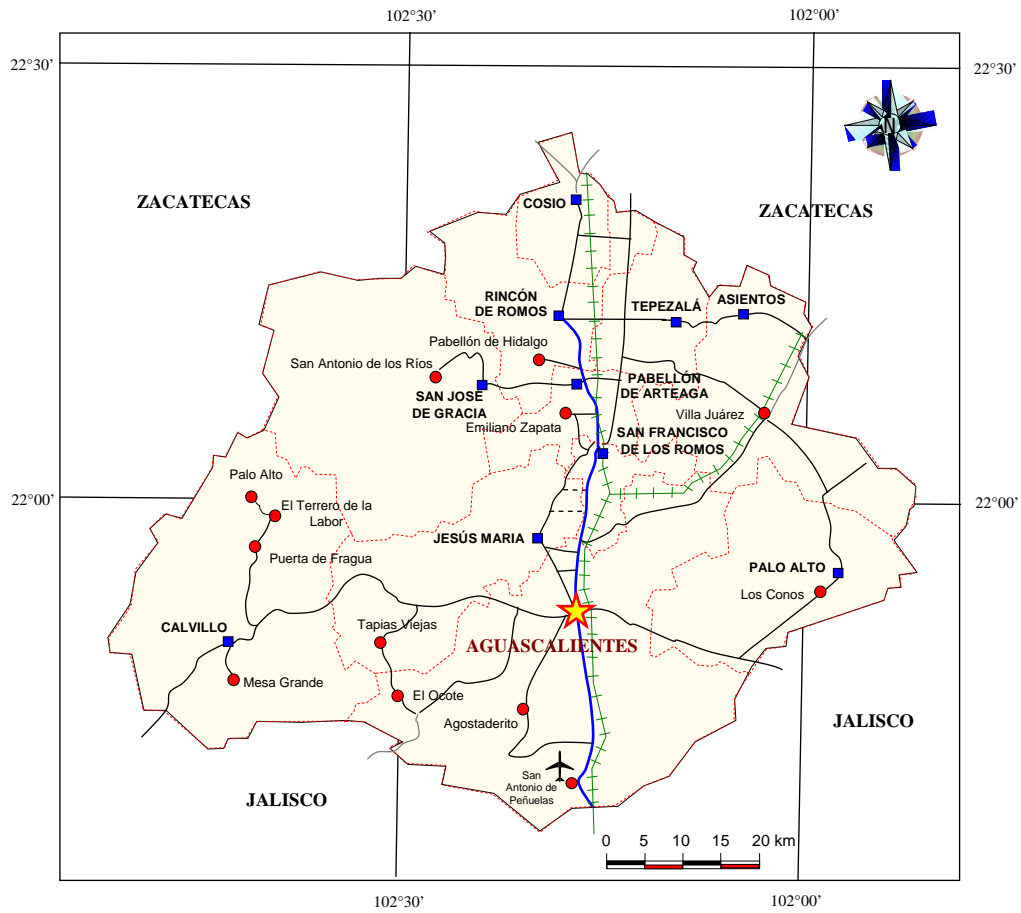 102°30'
102°00'
22°30'
22°30'
N
ZACATECAS
COSIO
ZACATECAS
RINCÓN
DE ROMOS
TEPEZALÁ
ASIENTOS
Pabellón de Hidalgo
San Antonio de los Ríos
PABELLÓN
DE ARTEAGA
SAN JOSÉ
DE GRACIA
Emiliano Zapata
Villa Juárez
SAN FRANCISCO
DE LOS ROMOS
Palo Alto
22°00'
El Terrero de la
Labor
22°00'
JESÚS MARIA
Puerta de Fragua
PALO ALTO
Los Conos
CALVILLO
Tapias Viejas
AGUASCALIENTES
Mesa Grande
El Ocote
Agostaderito
JALISCO
San
Antonio de
Peñuelas
JALISCO
0 5 10 15 20 km
102°30'
102°00'